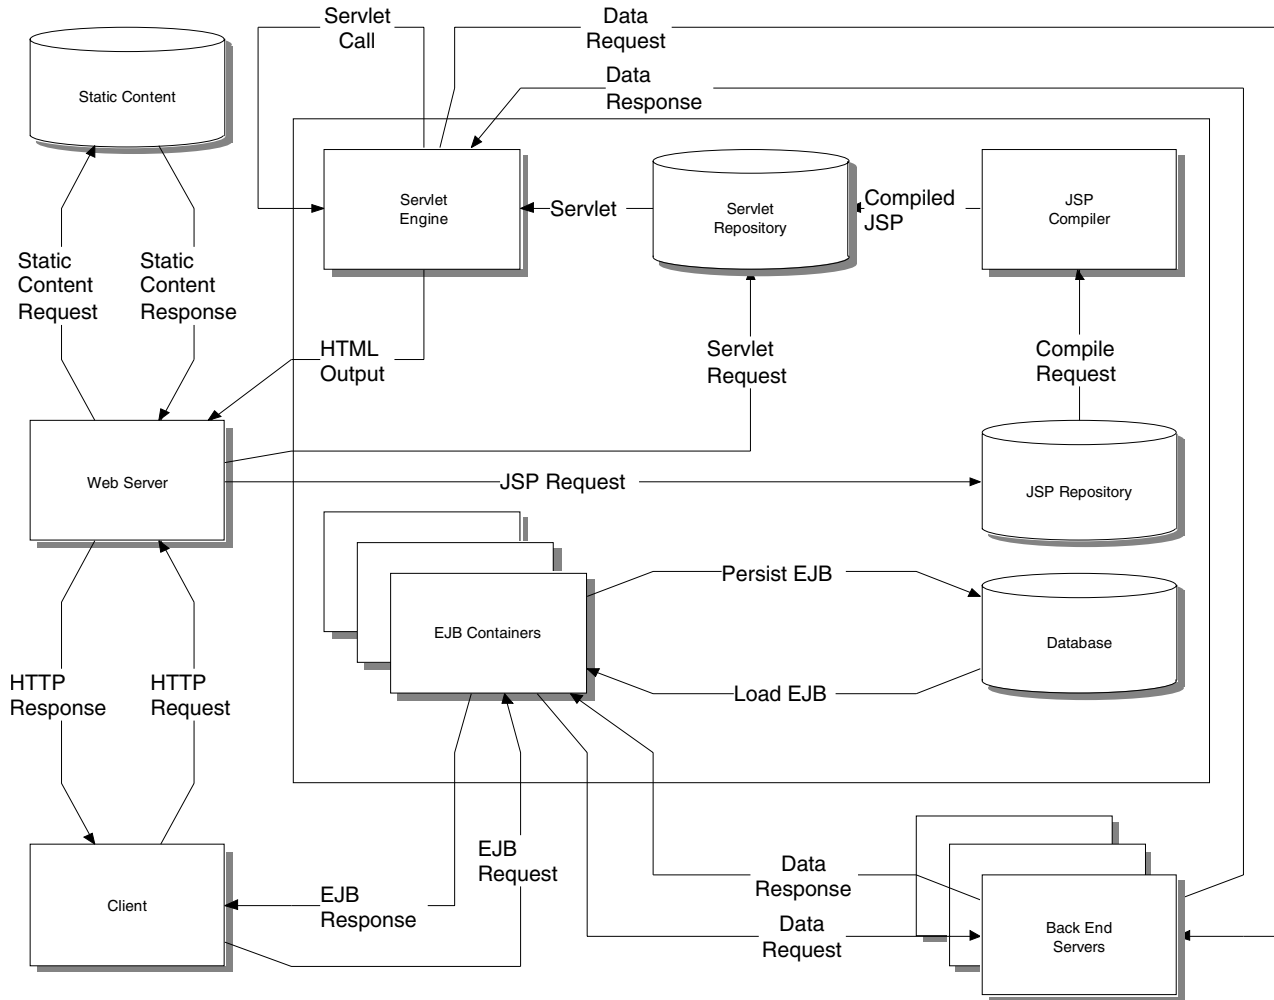 Servlet
Call
Data
Request
Data
Response
Static Content
Servlet
Engine
Servlet
Servlet
Repository
Compiled
JSP
JSP
Compiler
Static
Content
Request
Static
Content
Response
HTML
Output
Servlet
Request
Compile
Request
Web Server
JSP Request
JSP Repository
Persist EJB
EJB Containers
Database
Load EJB
HTTP
Response
HTTP
Request
EJB
Request
Data
Response
Client
EJB
Response
Data
Request
Back End
Servers